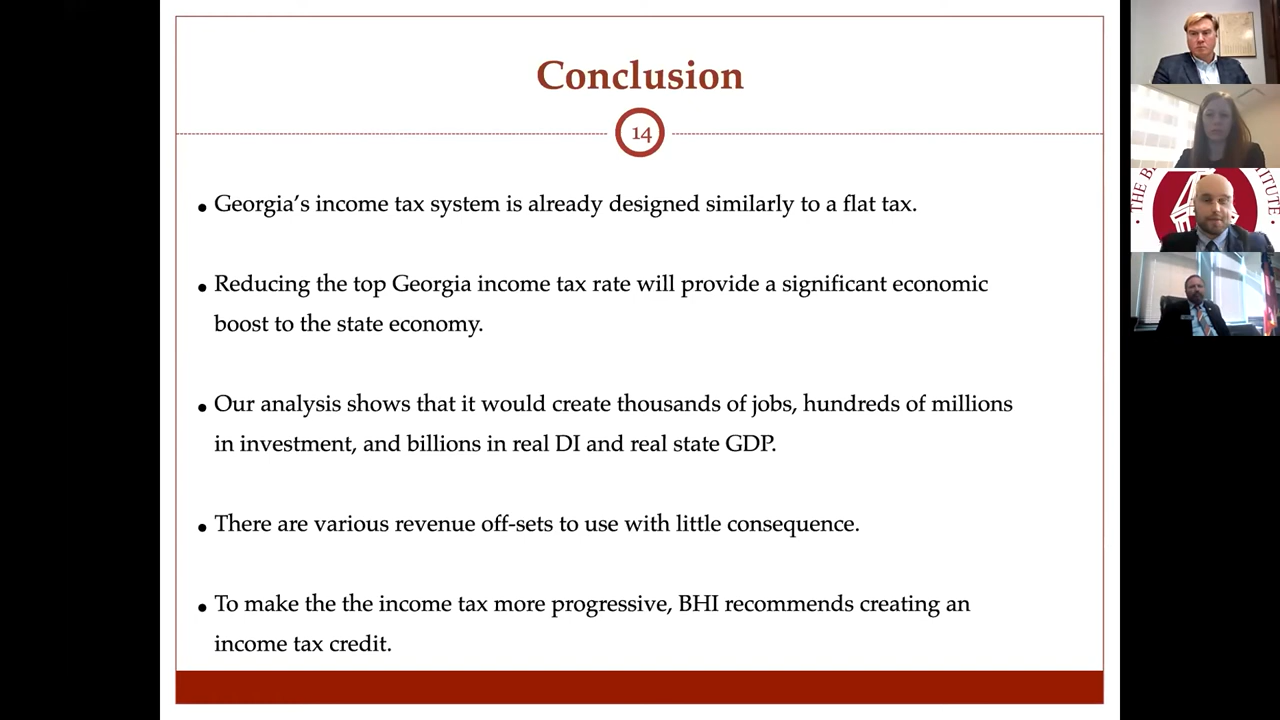 Conclusion
14
• Georgia’s income tax system is already designed similarly to a flat tax.
• Reducing the top Georgia income tax rate will provide a significant economic
boost to the state economy.
• Our analysis shows that it would create thousands of jobs, hundreds of millions
in investment, and billions in real DI and real state GDP.
• There are various revenue off-sets to use with little consequence.
• To make the the income tax more progressive, BHI recommends creating an
income tax credit.
THE B